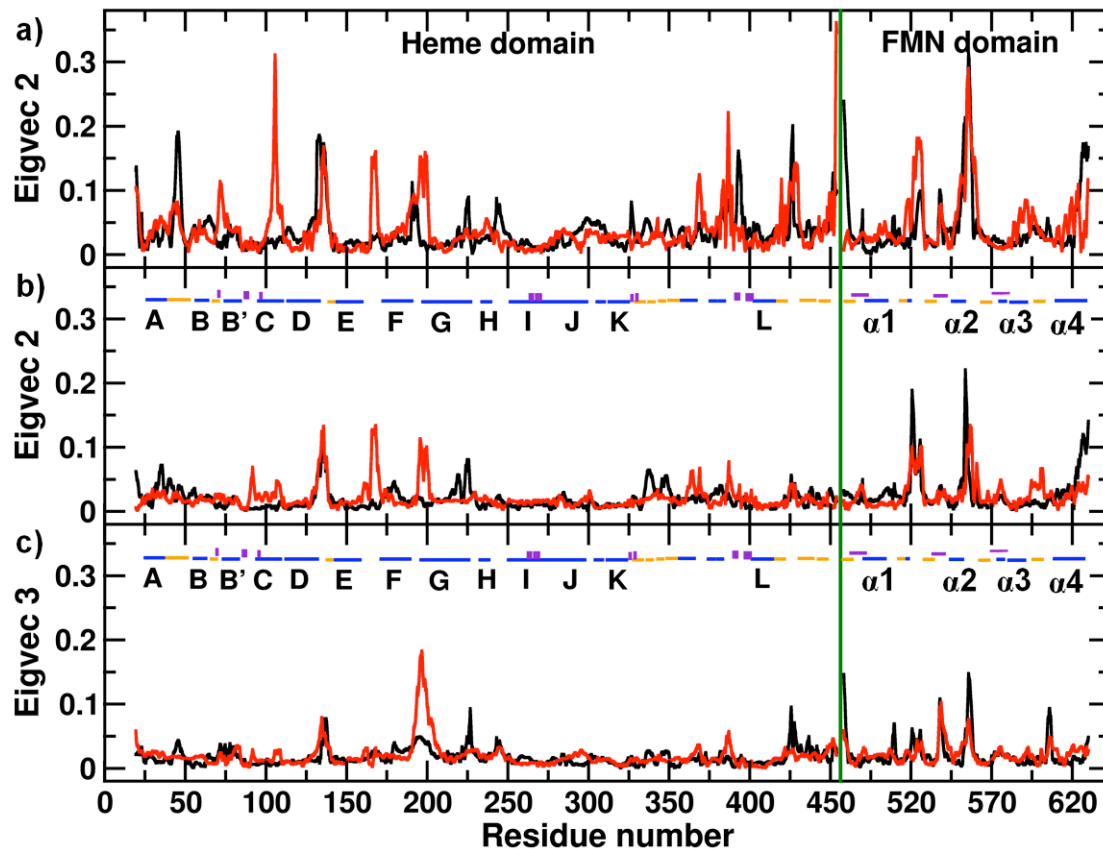 a)
Heme domain
FMN domain
Eigvec 2
0.3
0.2
0.1
0
b)
A B B’ C D E F G H I J K L α1 α2 α3 α4
Eigvec 2
0.3
0.2
0.1
0
c)
A B B’ C D E F G H I J K L α1 α2 α3 α4
Eigvec 3
0.3
0.2
0.1
0
0 50 100 150 200 250 300 350 400 450 520 570 620
Residue number